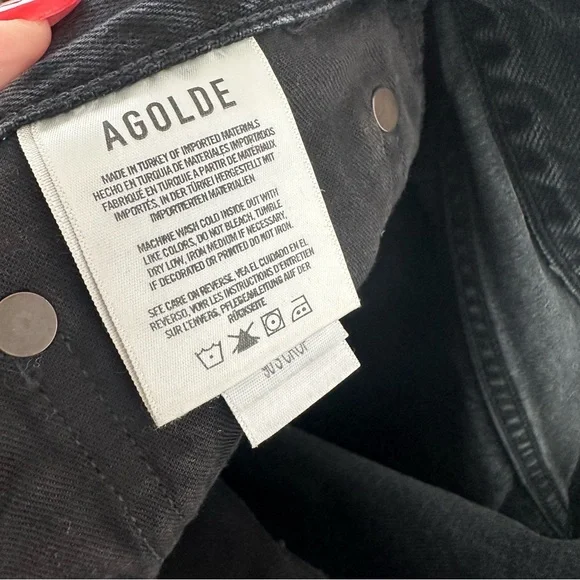 AGOLDE
MADE IN TURKEY OF IMPORTED MATERIALS
HECHO EN TURQUIA DE MATERIALES IMPORTADOS
FABRIQUÉ EN TURQUIE A PARTIR DE MATÉRIAUX
IMPORTÉS, IN DER TÜRKEI HERGESTELLT MIT
IMPORTIERTEN MATERIALIEN
MACHINE WASH COLD INSIDE OUT WITH
LIKE COLORS. DO NOT BLEACH. TUMBLE
DRY LOW. IRON MEDIUM IF NECESSARY.
IF DECORATED OR PRINTED DO NOT IRON.
SEE CARE ON REVERSE, VEA EL CUIDADO EN EL
REVERSO, VOIR LES INSTRUCTIONS D'ENTRETIEN
SUR L'ENVERS, PFLEGEANLEITUNG AUF DER
RÜCKSEITE